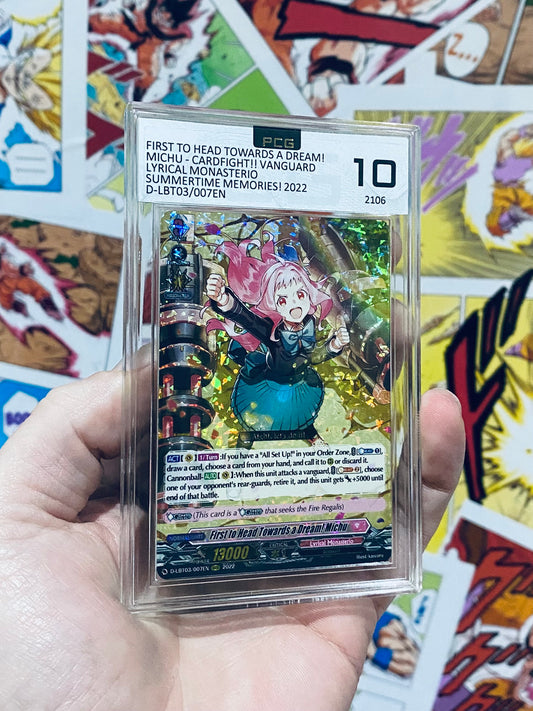 PCG
FIRST TO HEAD TOWARDS A DREAM!
MICHU - CARDFIGHT!! VANGUARD
LYRICAL MONASTERIO
SUMMERTIME MEMORIES! 2022
D-LBT03/007EN
10
2106
ACT 1/Turn :If you have a "All Set Up!!" in your Order Zone,
draw a card, choose a card from your hand, and call it to or discard it.
Cannonball-AUTO :When this unit attacks a vanguard, choose
one of your opponent's rear-guards, retire it, and this unit gets +5000 until
end of that battle.
(This card is a that seeks the Fire Regalis)
First to Head Towards a Dream! Michu
13000
Lyrical Monasterio
D-LBT03-007EN 2022